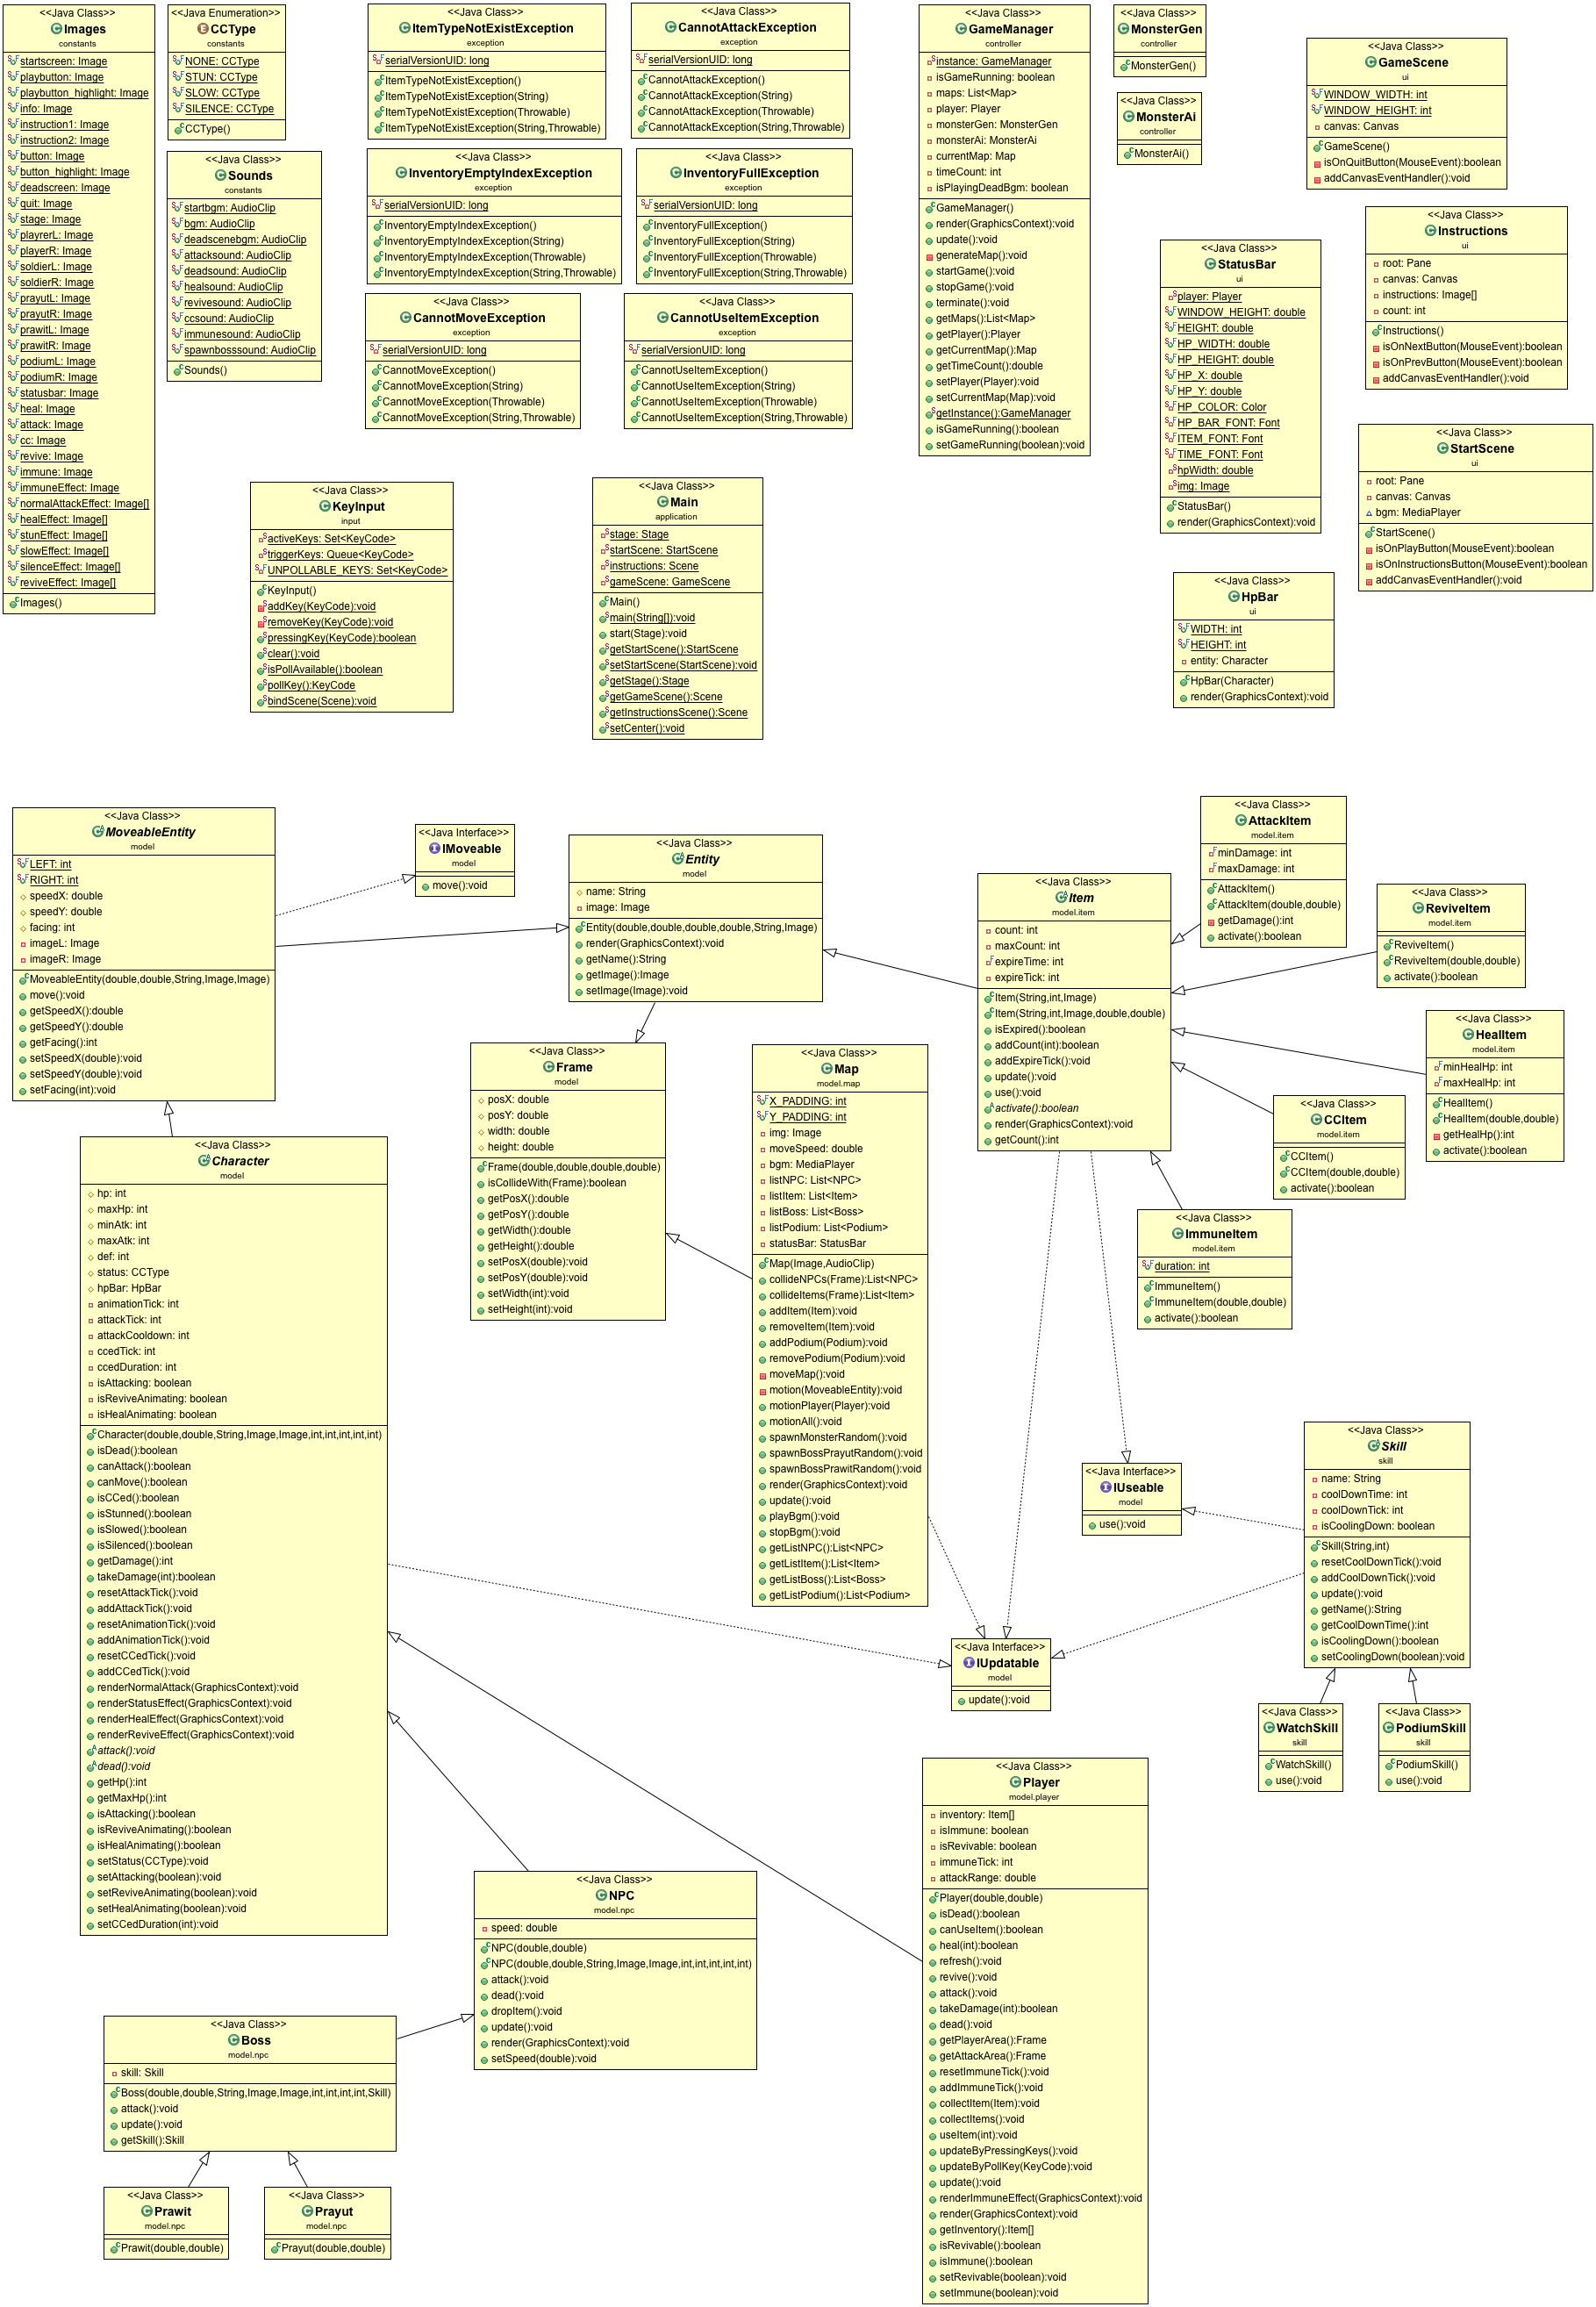 <<Java Class>>
Images
constants
startscreen: Image
playbutton: Image
playbutton_highlight: Image
info: Image
instruction1: Image
instruction2: Image
button: Image
button_highlight: Image
deadscreen: Image
quit: Image
stage: Image
playrerL: Image
playerR: Image
soldierL: Image
soldierR: Image
prayutL: Image
prayutR: Image
prawitL: Image
prawitR: Image
podiumL: Image
podiumR: Image
statusbar: Image
heal: Image
attack: Image
cc: Image
revive: Image
immune: Image
immuneEffect: Image
normalAttackEffect: Image[]
healEffect: Image[]
stunEffect: Image[]
slowEffect: Image[]
silenceEffect: Image[]
reviveEffect: Image[]
Images()
<<Java Enumeration>>
CCType
constants
NONE: CCType
STUN: CCType
SLOW: CCType
SILENCE: CCType
CCType()
<<Java Class>>
Sounds
constants
startbgm: AudioClip
bgm: AudioClip
deadscenebgm: AudioClip
attacksound: AudioClip
deadsound: AudioClip
healsound: AudioClip
revivesound: AudioClip
ccsound: AudioClip
immunesound: AudioClip
spawnbosssound: AudioClip
Sounds()
<<Java Class>>
ItemTypeNotExistException
exception
serialVersionUID: long
ItemTypeNotExistException()
ItemTypeNotExistException(String)
ItemTypeNotExistException(Throwable)
ItemTypeNotExistException(String,Throwable)
<<Java Class>>
CannotAttackException
exception
serialVersionUID: long
CannotAttackException()
CannotAttackException(String)
CannotAttackException(Throwable)
CannotAttackException(String,Throwable)
<<Java Class>>
InventoryEmptyIndexException
exception
serialVersionUID: long
InventoryEmptyIndexException()
InventoryEmptyIndexException(String)
InventoryEmptyIndexException(Throwable)
InventoryEmptyIndexException(String,Throwable)
<<Java Class>>
InventoryFullException
exception
serialVersionUID: long
InventoryFullException()
InventoryFullException(String)
InventoryFullException(Throwable)
InventoryFullException(String,Throwable)
<<Java Class>>
CannotMoveException
exception
serialVersionUID: long
CannotMoveException()
CannotMoveException(String)
CannotMoveException(Throwable)
CannotMoveException(String,Throwable)
<<Java Class>>
CannotUseItemException
exception
serialVersionUID: long
CannotUseItemException()
CannotUseItemException(String)
CannotUseItemException(Throwable)
CannotUseItemException(String,Throwable)
<<Java Class>>
GameManager
controller
instance: GameManager
isGameRunning: boolean
maps: List<Map>
player: Player
monsterGen: MonsterGen
monsterAi: MonsterAi
currentMap: Map
timeCount: int
isPlayingDeadBgm: boolean
GameManager()
render(GraphicsContext):void
update():void
generateMap():void
startGame():void
stopGame():void
terminate():void
getMaps():List<Map>
getPlayer():Player
getCurrentMap():Map
getTimeCount():double
setPlayer(Player):void
setCurrentMap(Map):void
getInstance():GameManager
isGameRunning():boolean
setGameRunning(boolean):void
<<Java Class>>
MonsterGen
controller
MonsterGen()
<<Java Class>>
MonsterAi
controller
MonsterAi()
<<Java Class>>
GameScene
ui
WINDOW_WIDTH: int
WINDOW_HEIGHT: int
canvas: Canvas
GameScene()
isOnQuitButton(MouseEvent):boolean
addCanvasEventHandler():void
<<Java Class>>
Instructions
ui
root: Pane
canvas: Canvas
instructions: Image[]
count: int
Instructions()
isOnNextButton(MouseEvent):boolean
isOnPrevButton(MouseEvent):boolean
addCanvasEventHandler():void
<<Java Class>>
StatusBar
ui
player: Player
WINDOW_HEIGHT: double
HEIGHT: double
HP_WIDTH: double
HP_HEIGHT: double
HP_X: double
HP_Y: double
HP_COLOR: Color
HP_BAR_FONT: Font
ITEM_FONT: Font
TIME_FONT: Font
hpWidth: double
img: Image
StatusBar()
render(GraphicsContext):void
<<Java Class>>
StartScene
ui
root: Pane
canvas: Canvas
bgm: MediaPlayer
StartScene()
isOnPlayButton(MouseEvent):boolean
isOnInstructionsButton(MouseEvent):boolean
addCanvasEventHandler():void
<<Java Class>>
KeyInput
input
activeKeys: Set<KeyCode>
triggerKeys: Queue<KeyCode>
UNPOLLABLE_KEYS: Set<KeyCode>
KeyInput()
addKey(KeyCode):void
removeKey(KeyCode):void
pressingKey(KeyCode):boolean
clear():void
isPollAvailable():boolean
pollKey():KeyCode
bindScene(Scene):void
<<Java Class>>
Main
application
stage: Stage
startScene: StartScene
instructions: Scene
gameScene: GameScene
Main()
main(String[]):void
start(Stage):void
getStartScene():StartScene
setStartScene(StartScene):void
getStage():Stage
getGameScene():Scene
getInstructionsScene():Scene
setCenter():void
<<Java Class>>
HpBar
ui
WIDTH: int
HEIGHT: int
entity: Character
HpBar(Character)
render(GraphicsContext):void
<<Java Class>>
MoveableEntity
model
LEFT: int
RIGHT: int
speedX: double
speedY: double
facing: int
imageL: Image
imageR: Image
MoveableEntity(double,double,String,Image,Image)
move():void
getSpeedX():double
getSpeedY():double
getFacing():int
setSpeedX(double):void
setSpeedY(double):void
setFacing(int):void
<<Java Interface>>
IMoveable
model
move():void
<<Java Class>>
Entity
model
name: String
image: Image
Entity(double,double,double,double,String,Image)
render(GraphicsContext):void
getName():String
getImage():Image
setImage(Image):void
<<Java Class>>
Item
model.item
count: int
maxCount: int
expireTime: int
expireTick: int
Item(String,int,Image)
Item(String,int,Image,double,double)
isExpired():boolean
addCount(int):boolean
addExpireTick():void
update():void
use():void
activate():boolean
render(GraphicsContext):void
getCount():int
<<Java Class>>
AttackItem
model.item
minDamage: int
maxDamage: int
AttackItem()
AttackItem(double,double)
getDamage():int
activate():boolean
<<Java Class>>
ReviveItem
model.item
ReviveItem()
ReviveItem(double,double)
activate():boolean
<<Java Class>>
HealItem
model.item
minHealHp: int
maxHealHp: int
HealItem()
HealItem(double,double)
getHealHp():int
activate():boolean
<<Java Class>>
CCItem
model.item
CCItem()
CCItem(double,double)
activate():boolean
<<Java Class>>
ImmuneItem
model.item
duration: int
ImmuneItem()
ImmuneItem(double,double)
activate():boolean
<<Java Class>>
Frame
model
posX: double
posY: double
width: double
height: double
Frame(double,double,double,double)
isCollideWith(Frame):boolean
getPosX():double
getPosY():double
getWidth():double
getHeight():double
setPosX(double):void
setPosY(double):void
setWidth(int):void
setHeight(int):void
<<Java Class>>
Map
model.map
X_PADDING: int
Y_PADDING: int
img: Image
moveSpeed: double
bgm: MediaPlayer
listNPC: List<NPC>
listItem: List<Item>
listBoss: List<Boss>
listPodium: List<Podium>
statusBar: StatusBar
Map(Image,AudioClip)
collideNPCs(Frame):List<NPC>
collideItems(Frame):List<Item>
addItem(Item):void
removeItem(Item):void
addPodium(Podium):void
removePodium(Podium):void
moveMap():void
motion(MoveableEntity):void
motionPlayer(Player):void
motionAll():void
spawnMonsterRandom():void
spawnBossPrayutRandom():void
spawnBossPrawitRandom():void
render(GraphicsContext):void
update():void
playBgm():void
stopBgm():void
getListNPC():List<NPC>
getListItem():List<Item>
getListBoss():List<Boss>
getListPodium():List<Podium>
<<Java Class>>
Character
model
hp: int
maxHp: int
minAtk: int
maxAtk: int
def: int
status: CCType
hpBar: HpBar
animationTick: int
attackTick: int
attackCooldown: int
ccedTick: int
ccedDuration: int
isAttacking: boolean
isReviveAnimating: boolean
isHealAnimating: boolean
Character(double,double,String,Image,Image,int,int,int,int,int)
isDead():boolean
canAttack():boolean
canMove():boolean
isCCed():boolean
isStunned():boolean
isSlowed():boolean
isSilenced():boolean
getDamage():int
takeDamage(int):boolean
resetAttackTick():void
addAttackTick():void
resetAnimationTick():void
addAnimationTick():void
resetCCedTick():void
addCCedTick():void
renderNormalAttack(GraphicsContext):void
renderStatusEffect(GraphicsContext):void
renderHealEffect(GraphicsContext):void
renderReviveEffect(GraphicsContext):void
attack():void
dead():void
getHp():int
getMaxHp():int
isAttacking():boolean
isReviveAnimating():boolean
isHealAnimating():boolean
setStatus(CCType):void
setAttacking(boolean):void
setReviveAnimating(boolean):void
setHealAnimating(boolean):void
setCCedDuration(int):void
<<Java Interface>>
IUseable
model
use():void
<<Java Class>>
Skill
skill
name: String
coolDownTime: int
coolDownTick: int
isCoolingDown: boolean
Skill(String,int)
resetCoolDownTick():void
addCoolDownTick():void
update():void
getName():String
getCoolDownTime():int
isCoolingDown():boolean
setCoolingDown(boolean):void
<<Java Interface>>
IUpdatable
model
update():void
<<Java Class>>
WatchSkill
skill
WatchSkill()
use():void
<<Java Class>>
PodiumSkill
skill
PodiumSkill()
use():void
<<Java Class>>
Player
model.player
inventory: Item[]
isImmune: boolean
isRevivable: boolean
immuneTick: int
attackRange: double
Player(double,double)
isDead():boolean
canUseItem():boolean
heal(int):boolean
refresh():void
revive():void
attack():void
takeDamage(int):boolean
dead():void
getPlayerArea():Frame
getAttackArea():Frame
resetImmuneTick():void
addImmuneTick():void
collectItem(Item):void
collectItems():void
useItem(int):void
updateByPressingKeys():void
updateByPollKey(KeyCode):void
update():void
renderImmuneEffect(GraphicsContext):void
render(GraphicsContext):void
getInventory():Item[]
isRevivable():boolean
isImmune():boolean
setRevivable(boolean):void
setImmune(boolean):void
<<Java Class>>
NPC
model.npc
speed: double
NPC(double,double)
NPC(double,double,String,Image,Image,int,int,int,int,int)
attack():void
dead():void
dropItem():void
update():void
render(GraphicsContext):void
setSpeed(double):void
<<Java Class>>
Boss
model.npc
skill: Skill
Boss(double,double,String,Image,Image,int,int,int,int,Skill)
attack():void
update():void
getSkill():Skill
<<Java Class>>
Prawit
model.npc
Prawit(double,double)
<<Java Class>>
Prayut
model.npc
Prayut(double,double)